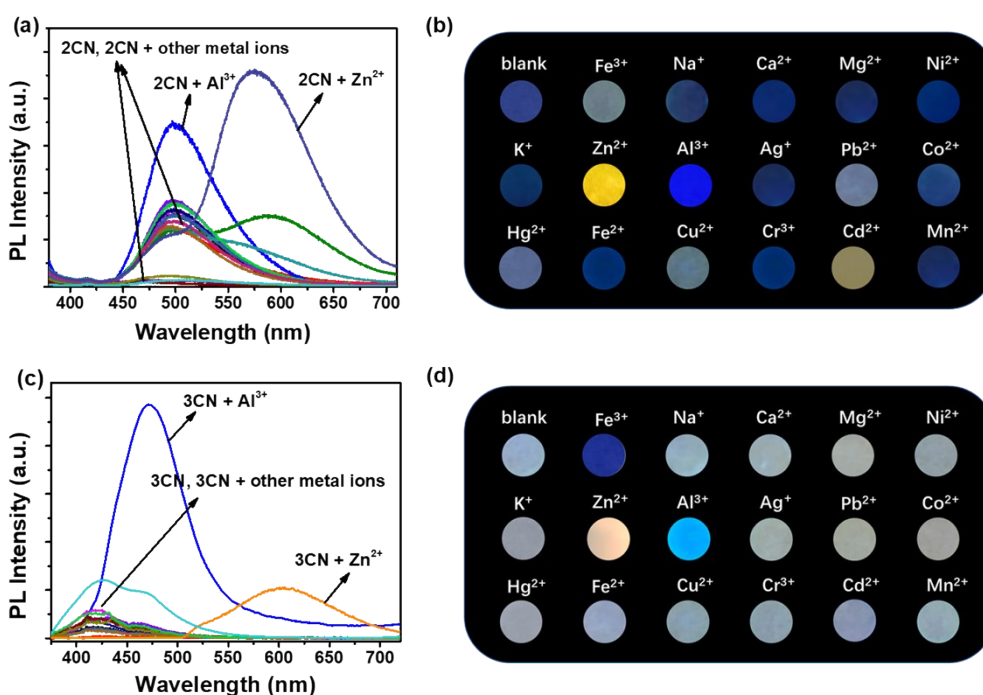 (a)
2CN, 2CN + other metal ions
2CN + Al³⁺
2CN + Zn²⁺
PL Intensity (a.u.)
400 450 500 550 600 650 700
Wavelength (nm)
(b)
blank Fe³⁺ Na⁺ Ca²⁺ Mg²⁺ Ni²⁺
K⁺ Zn²⁺ Al³⁺ Ag⁺ Pb²⁺ Co²⁺
Hg²⁺ Fe²⁺ Cu²⁺ Cr³⁺ Cd²⁺ Mn²⁺
(c)
3CN + Al³⁺
3CN, 3CN + other metal ions
3CN + Zn²⁺
PL Intensity (a.u.)
400 450 500 550 600 650 700
Wavelength (nm)
(d)
blank Fe³⁺ Na⁺ Ca²⁺ Mg²⁺ Ni²⁺
K⁺ Zn²⁺ Al³⁺ Ag⁺ Pb²⁺ Co²⁺
Hg²⁺ Fe²⁺ Cu²⁺ Cr³⁺ Cd²⁺ Mn²⁺